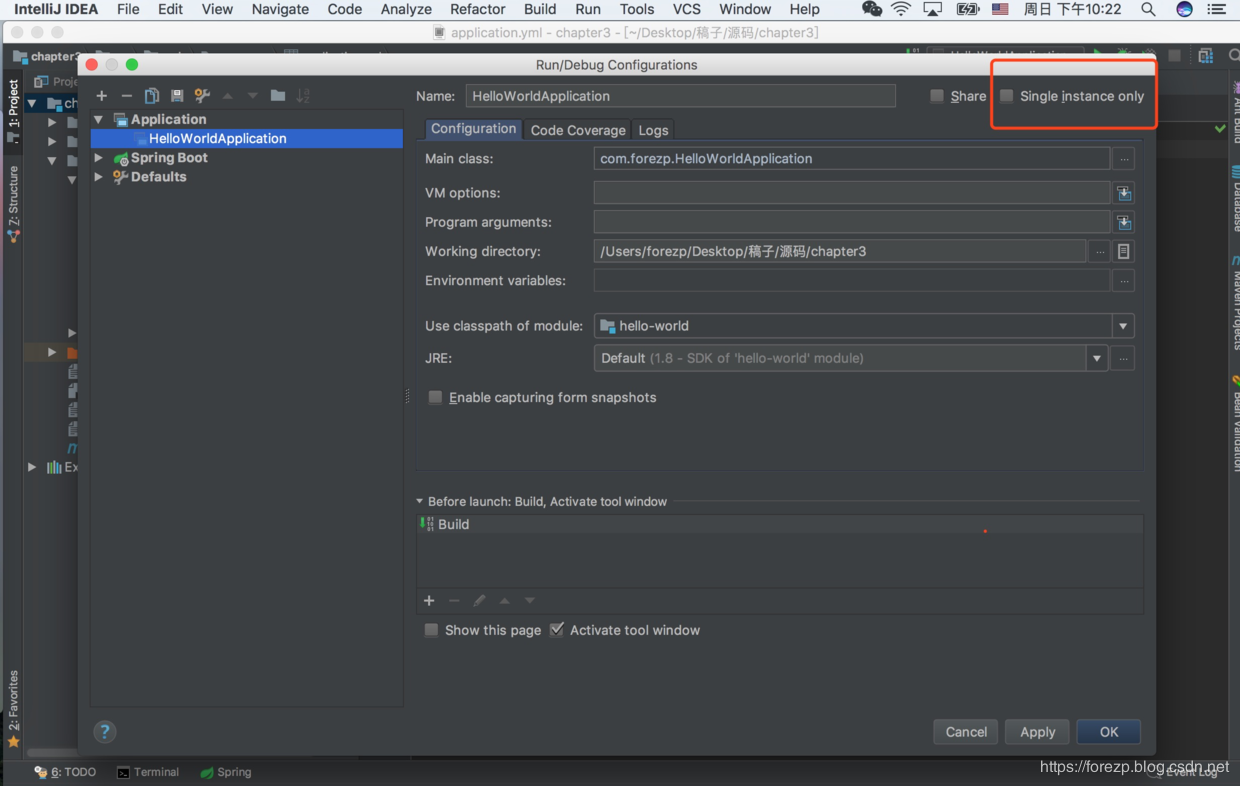 IntelliJ IDEA File Edit View Navigate Code Analyze Refactor Build Run Tools VCS Window Help 周日 下午10:22
application.yml - chapter3 - [~/Desktop/稿子/源码/chapter3]
chapter3
Run/Debug Configurations
1: Project
Z: Structure
2: Favorites
Name: HelloWorldApplication Share Single instance only
Application
HelloWorldApplication
Spring Boot
Defaults
Configuration Code Coverage Logs
Main class: com.forezp.HelloWorldApplication
VM options:
Program arguments:
Working directory: /Users/forezp/Desktop/稿子/源码/chapter3
Environment variables:
Use classpath of module: hello-world
JRE: Default (1.8 - SDK of 'hello-world' module)
Enable capturing form snapshots
Before launch: Build, Activate tool window
Build
Show this page Activate tool window
Cancel Apply OK
Ant Build
Database
Maven Projects
Bean Validation
6: TODO Terminal Spring Event Log
https://forezp.blog.csdn.net